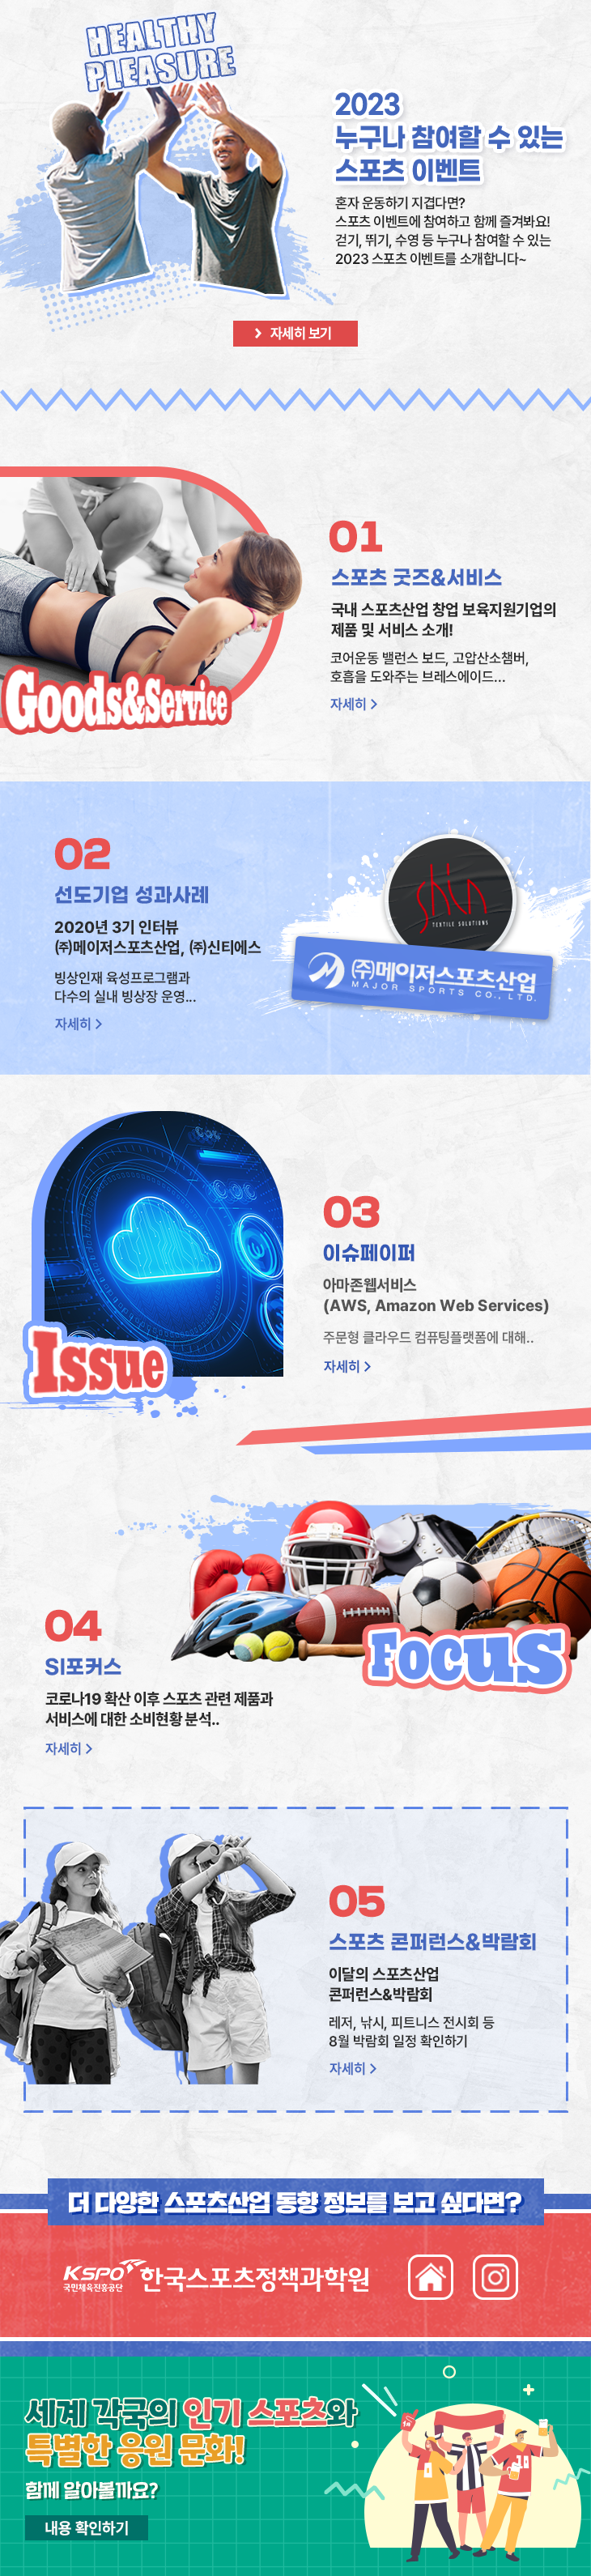 HEALTHY
PLEASURE
2023
누구나 참여할 수 있는
스포츠 이벤트
혼자 운동하기 지겹다면?
스포츠 이벤트에 참여하고 함께 즐겨봐요!
걷기, 뛰기, 수영 등 누구나 참여할 수 있는
2023 스포츠 이벤트를 소개합니다~
자세히 보기
01
스포츠 굿즈&서비스
국내 스포츠산업 창업 보육지원기업의
제품 및 서비스 소개!
코어운동 밸런스 보드, 고압산소챔버,
호흡을 도와주는 브레스에이드...
자세히 >
Goods&Service
02
선도기업 성과사례
2020년 3기 인터뷰
㈜메이저스포츠산업, ㈜신티에스
빙상인재 육성프로그램과
다수의 실내 빙상장 운영...
자세히 >
shin
TEXTILE SOLUTIONS
(주)메이저스포츠산업
MAJOR SPORTS CO., LTD.
03
이슈페이퍼
아마존웹서비스
(AWS, Amazon Web Services)
주문형 클라우드 컴퓨팅플랫폼에 대해..
자세히 >
Issue
Focus
04
SI포커스
코로나19 확산 이후 스포츠 관련 제품과
서비스에 대한 소비현황 분석..
자세히 >
05
스포츠 콘퍼런스&박람회
이달의 스포츠산업
콘퍼런스&박람회
레저, 낚시, 피트니스 전시회 등
8월 박람회 일정 확인하기
자세히 >
더 다양한 스포츠산업 동향 정보를 보고 싶다면?
KSPO
국민체육진흥공단
한국스포츠정책과학원
세계 각국의 인기 스포츠와
특별한 응원 문화!
함께 알아볼까요?
내용 확인하기